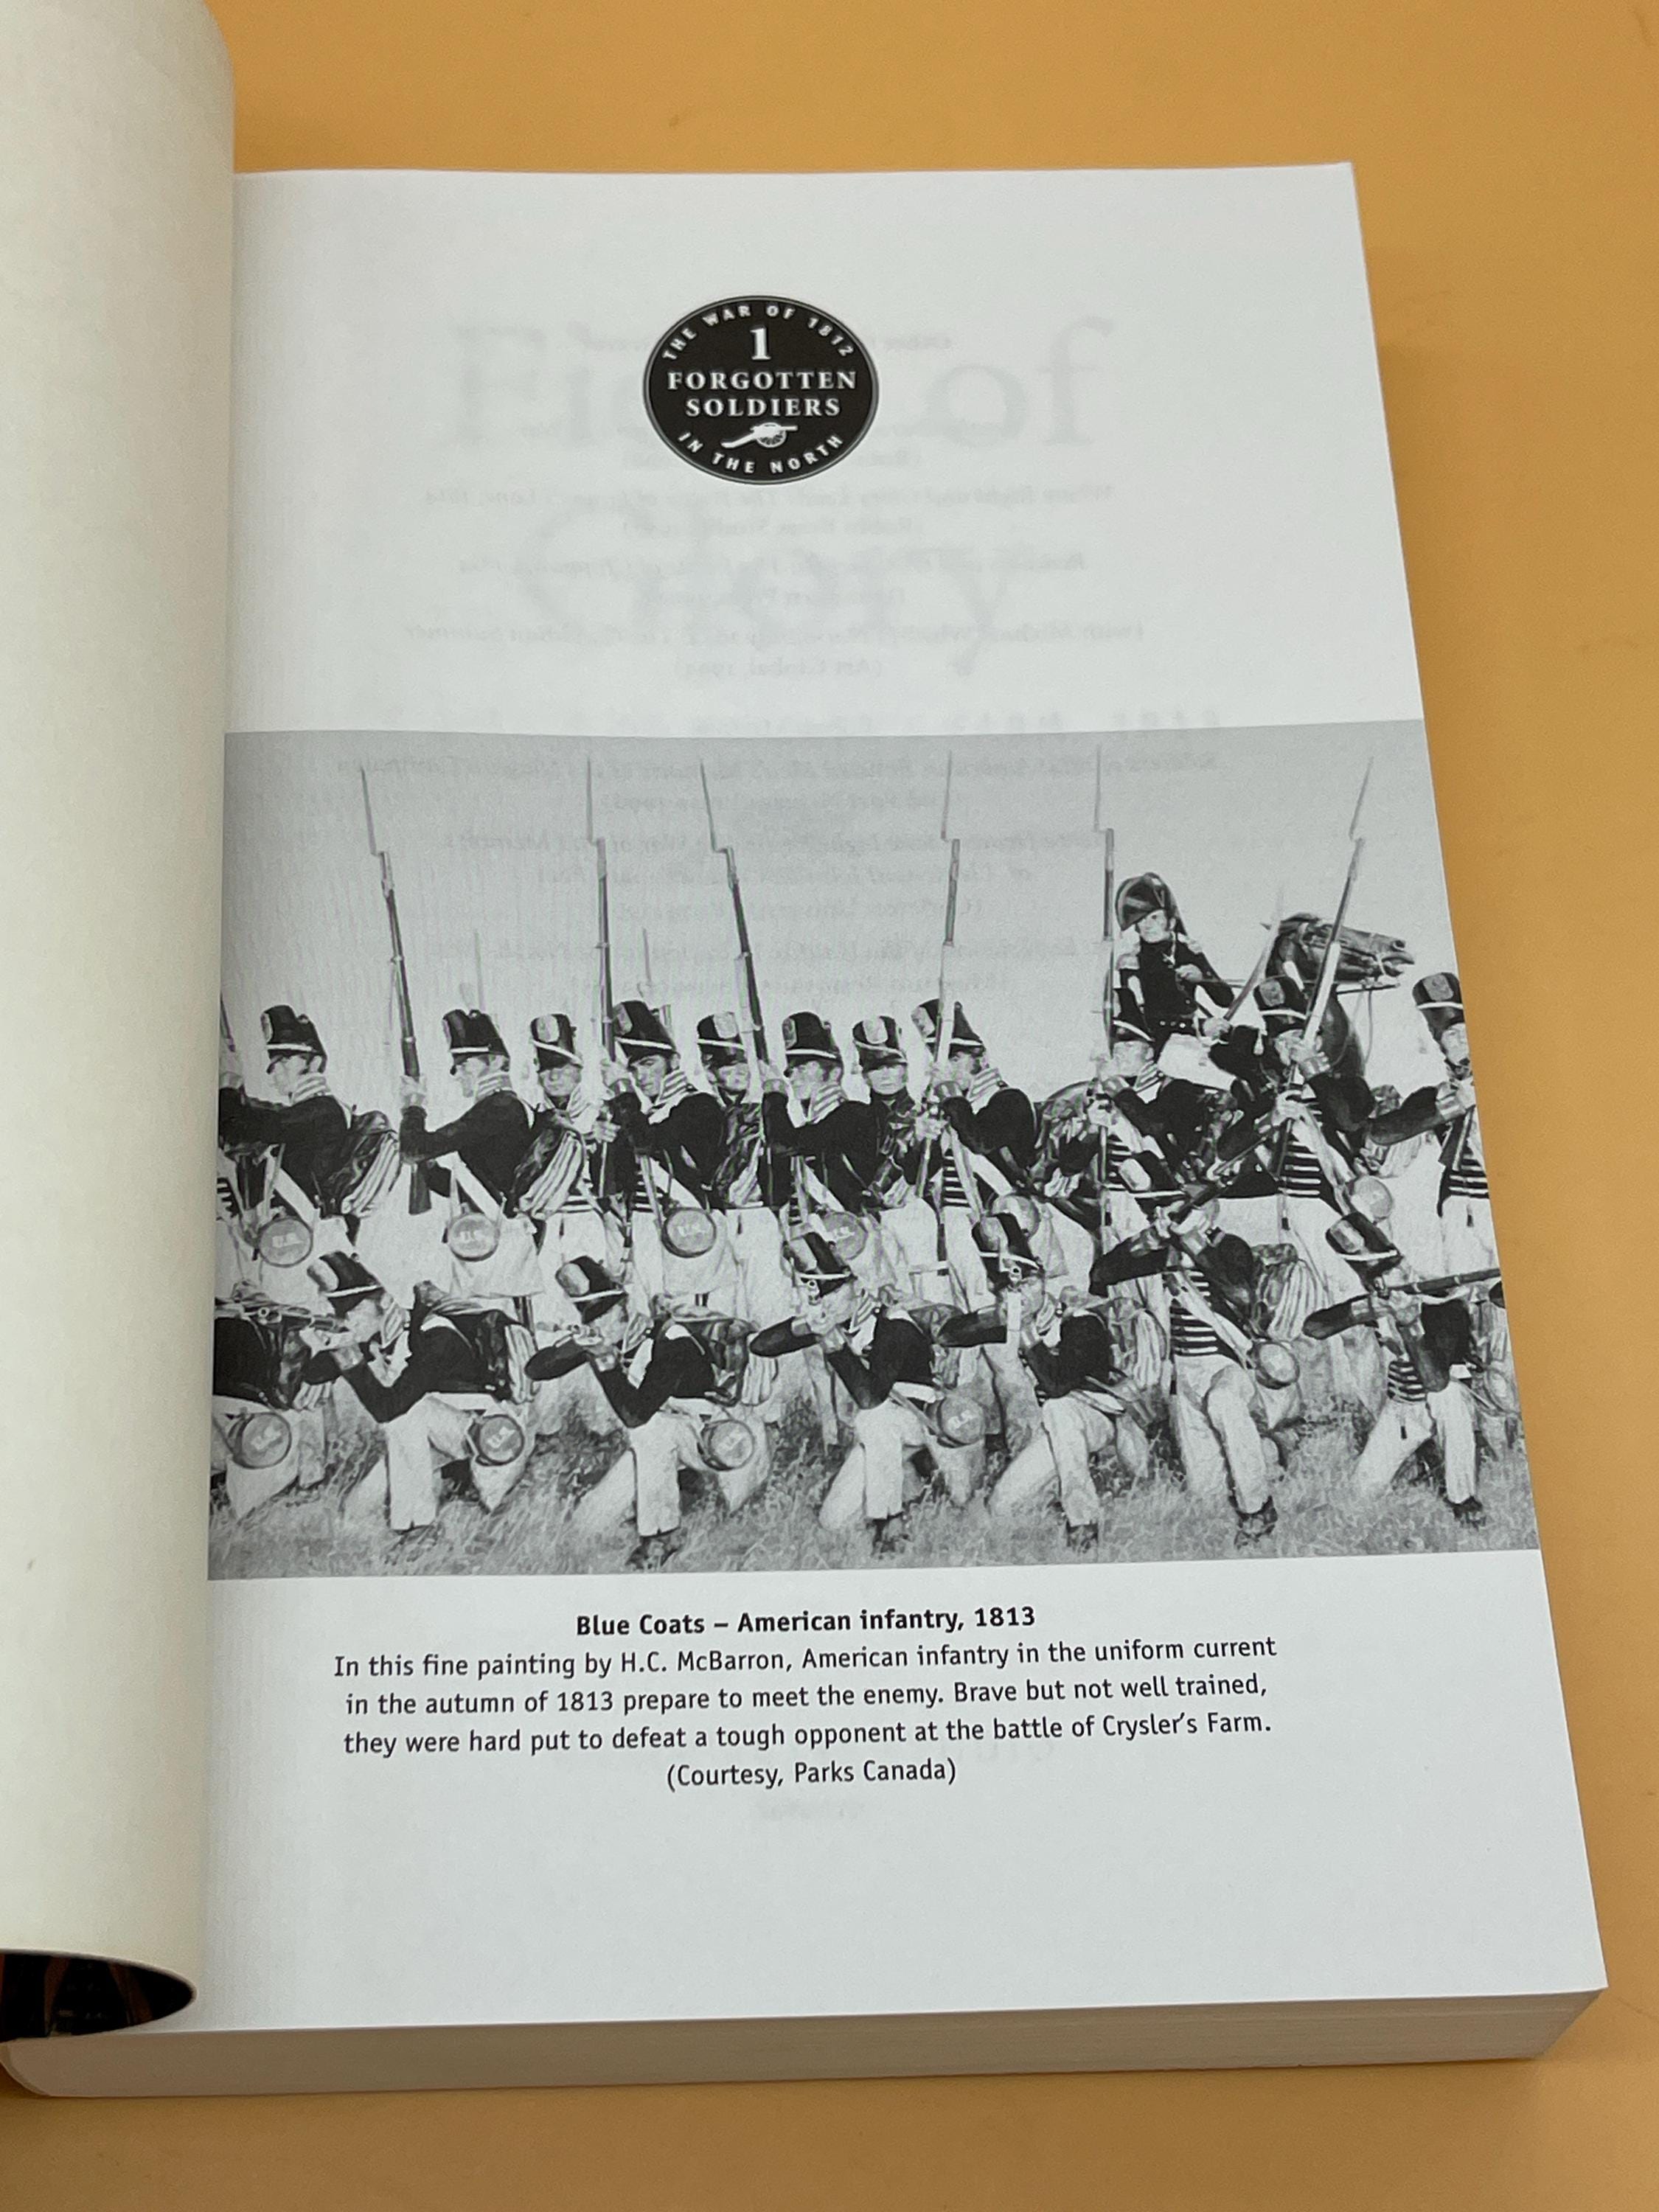 THE WAR OF 1812
1
FORGOTTEN
SOLDIERS
IN THE NORTH
Blue Coats – American infantry, 1813
In this fine painting by H.C. McBarron, American infantry in the uniform current
in the autumn of 1813 prepare to meet the enemy. Brave but not well trained,
they were hard put to defeat a tough opponent at the battle of Crysler's Farm.
(Courtesy, Parks Canada)